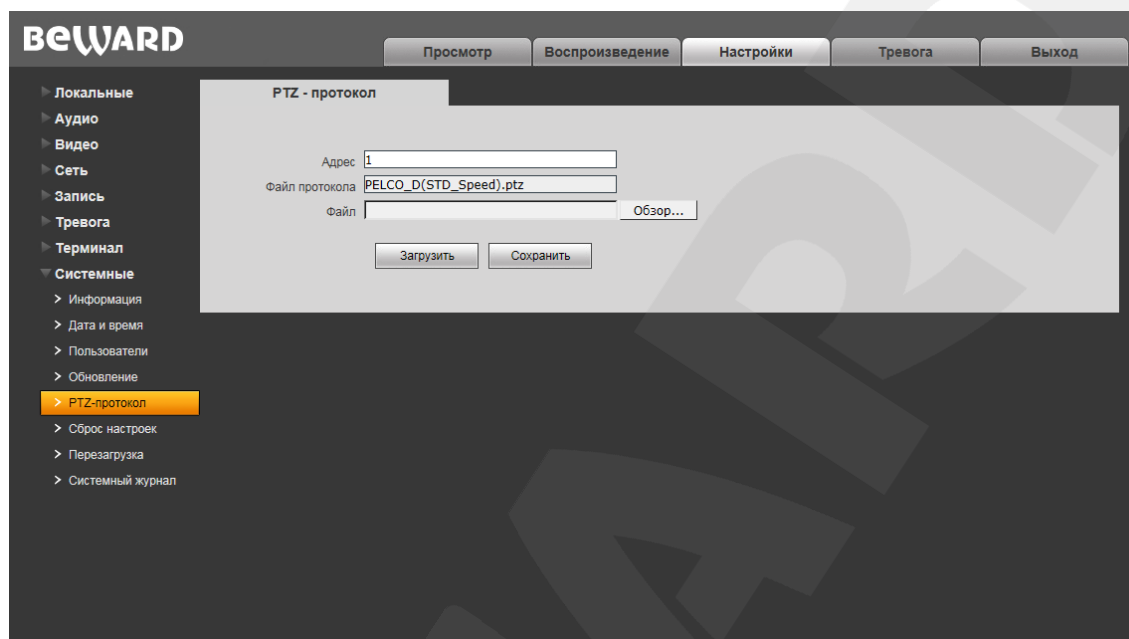 BEWARD
Просмотр Воспроизведение Настройки Тревога Выход
Локальные
Аудио
Видео
Сеть
Запись
Тревога
Терминал
Системные
Информация
Дата и время
Пользователи
Обновление
PTZ-протокол
Сброс настроек
Перезагрузка
Системный журнал
PTZ - протокол
Адрес 1
Файл протокола PELCO_D(STD_Speed).ptz
Файл Обзор...
Загрузить Сохранить